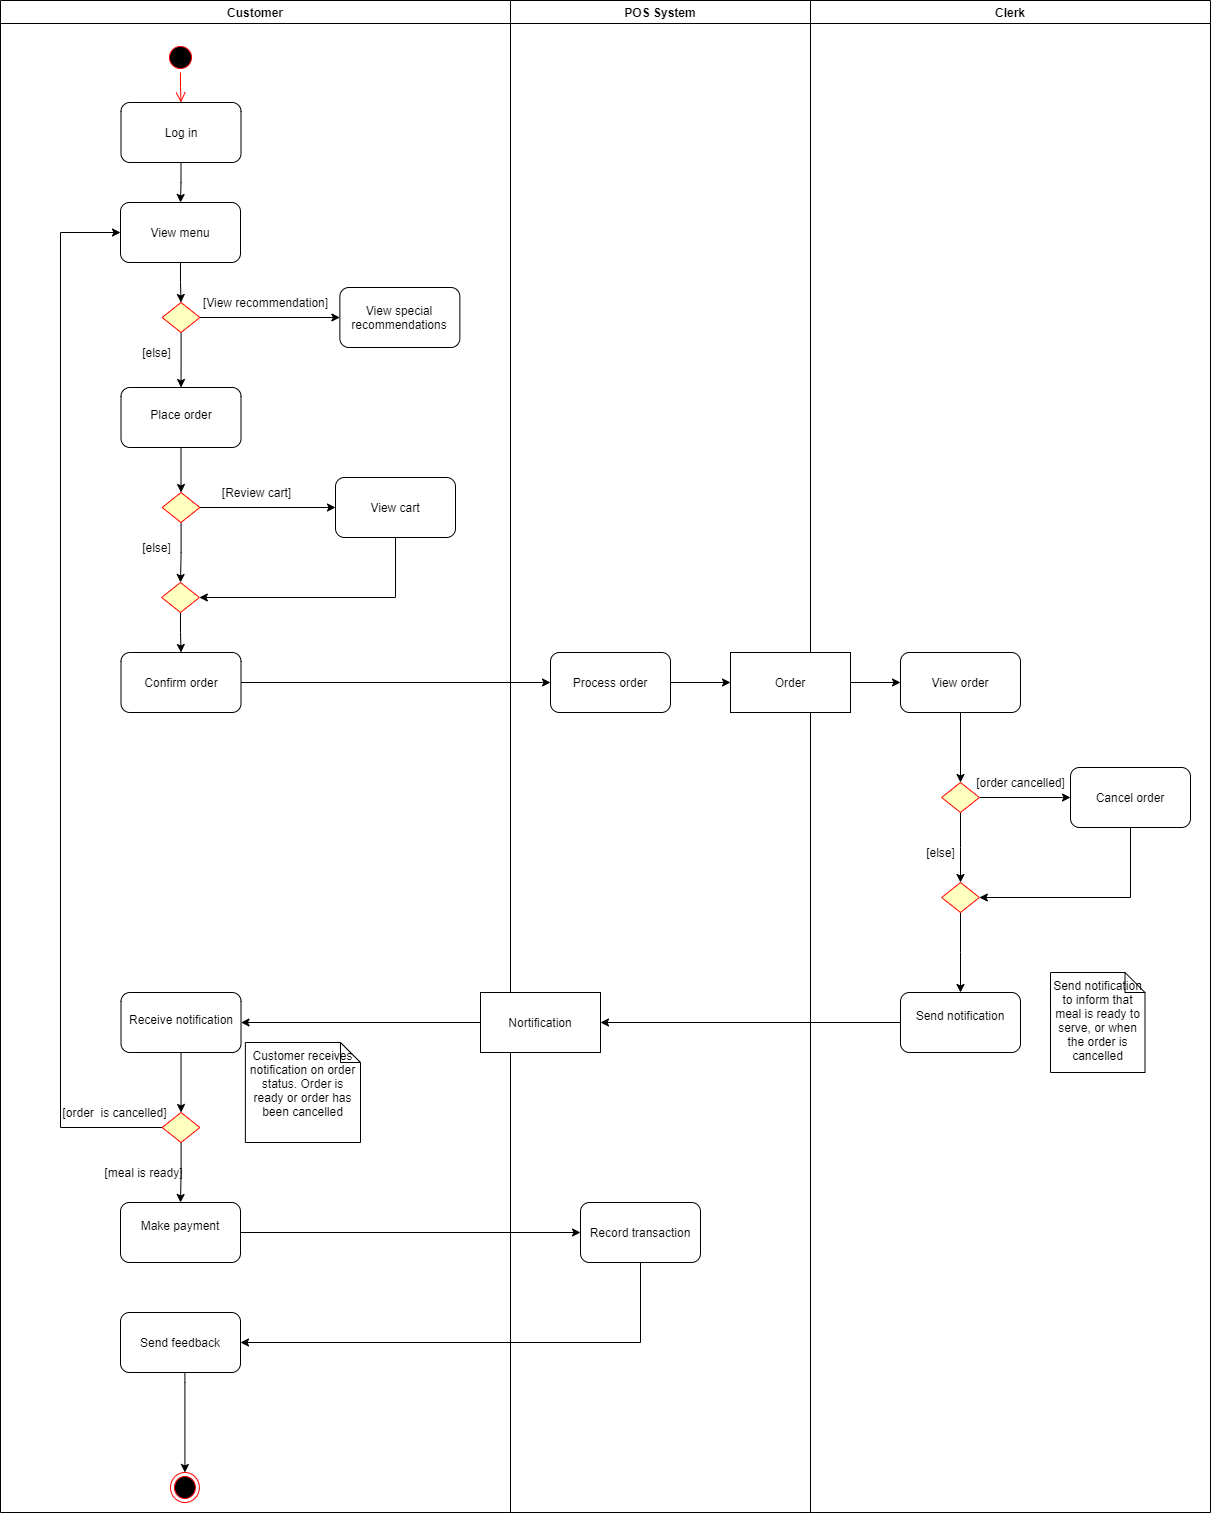 Customer
POS System
Clerk
Log in
View menu
[View recommendation]
View special
recommendations
[else]
Place order
[Review cart]
View cart
[else]
Confirm order
Process order
Order
View order
[order cancelled]
Cancel order
[else]
Receive notification
Nortification
Send notification
Send notification
to inform that
meal is ready to
serve, or when
the order is
cancelled
Customer receives
notification on order
status. Order is
ready or order has
been cancelled
[order  is cancelled]
[meal is ready]
Make payment
Record transaction
Send feedback